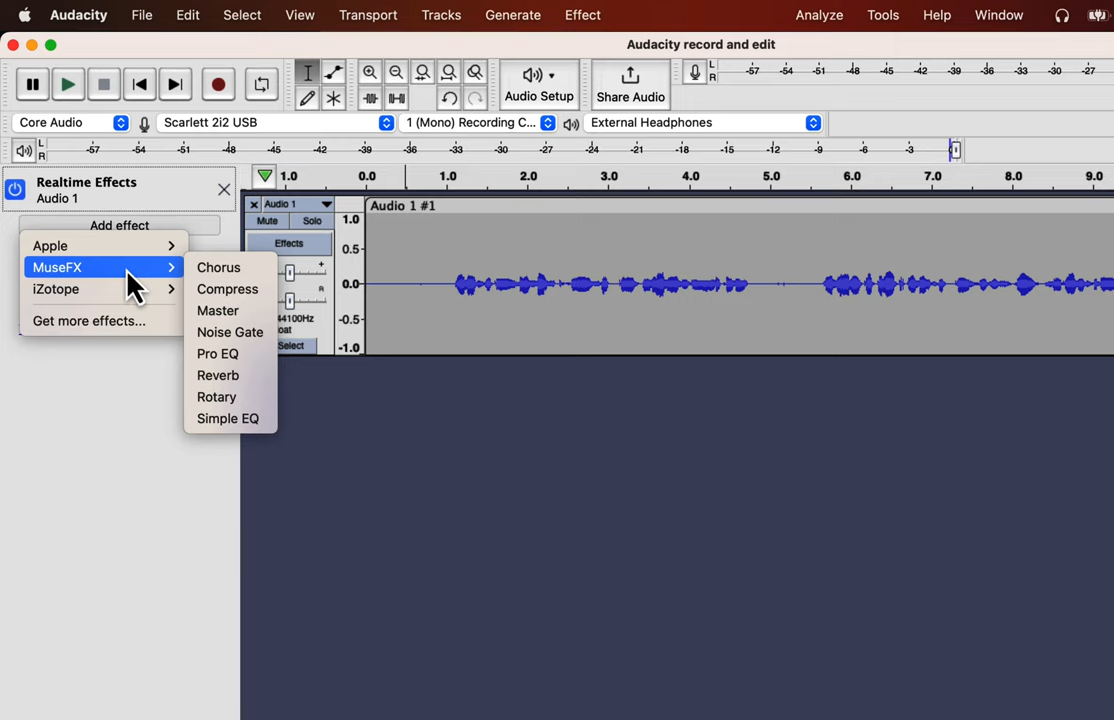 Audacity File Edit Select View Transport Tracks Generate Effect Analyze Tools Help Window
Audacity record and edit
Audio Setup
Share Audio
L
R
-57 -54 -51 -48 -45 -42 -39 -36 -33 -30 -27
Core Audio
Scarlett 2i2 USB
1 (Mono) Recording C...
External Headphones
L
R
-57 -54 -51 -48 -45 -42 -39 -36 -33 -30 -27 -24 -21 -18 -15 -12 -9 -6 -3 0
Realtime Effects
Audio 1
1.0 0.0 1.0 2.0 3.0 4.0 5.0 6.0 7.0 8.0 9.0
Add effect
Apple
MuseFX
iZotope
Get more effects...
Chorus
Compress
Master
Noise Gate
Pro EQ
Reverb
Rotary
Simple EQ
Audio 1
Mute Solo
Effects
+
R
44100Hz
oat
Select
1.0
0.5
0.0
-0.5
-1.0
Audio 1 #1